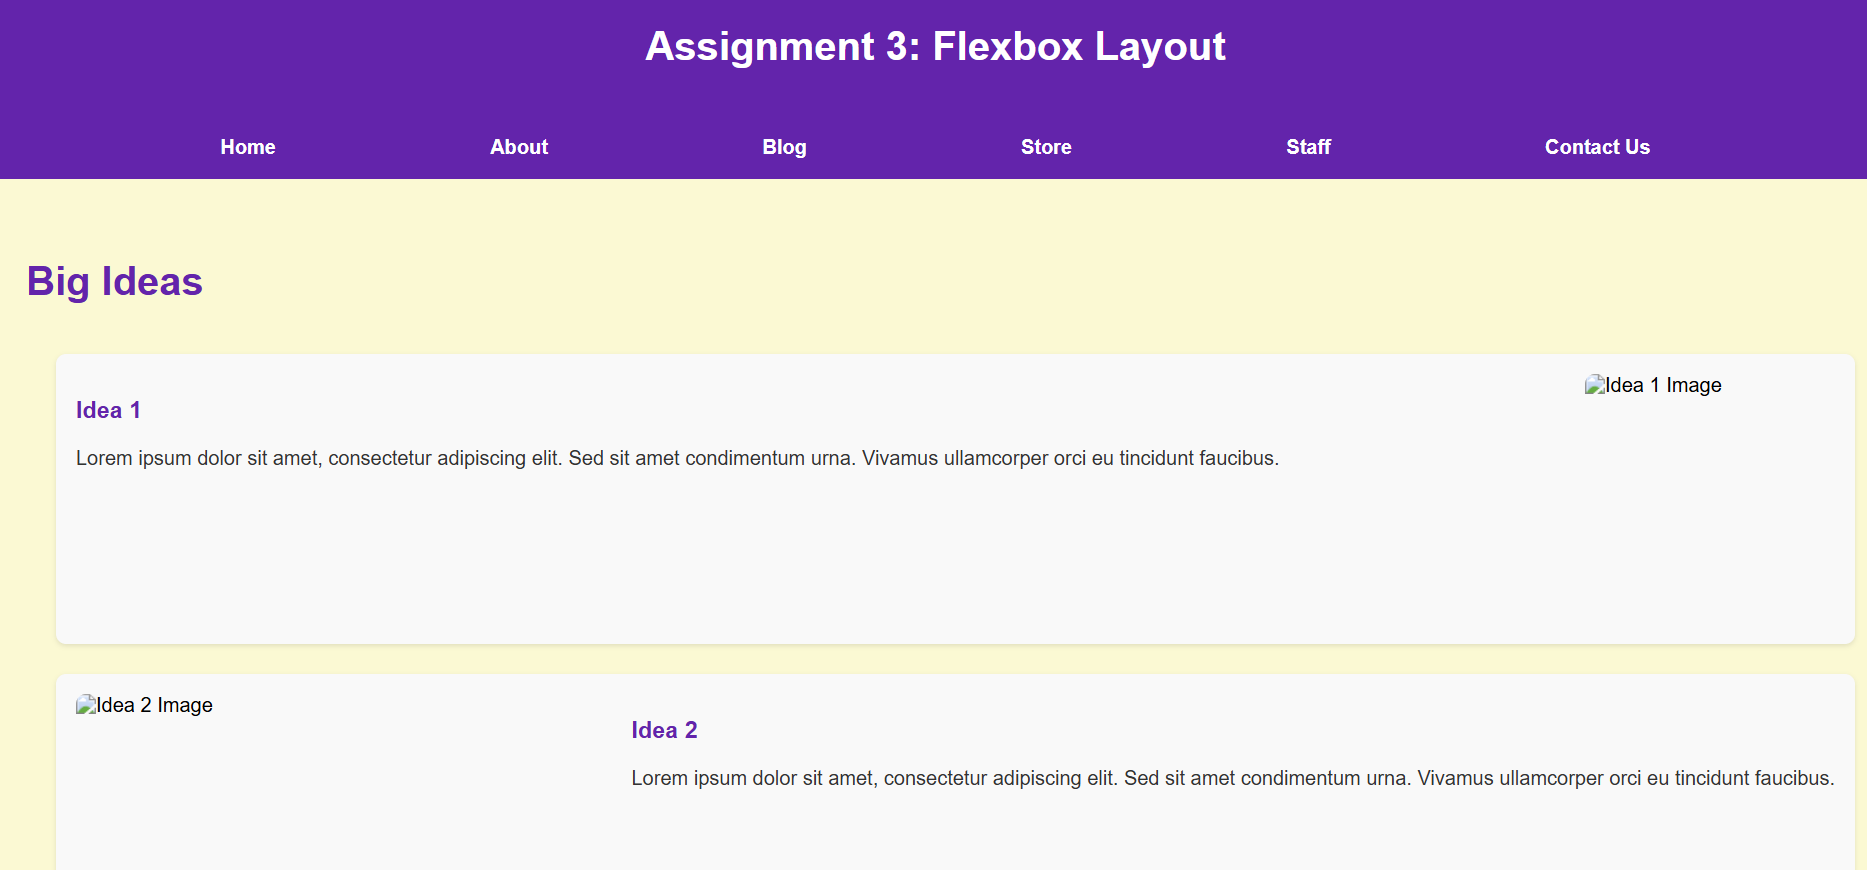 Assignment 3: Flexbox Layout
Home About Blog Store Staff Contact Us
Big Ideas
Idea 1
Lorem ipsum dolor sit amet, consectetur adipiscing elit. Sed sit amet condimentum urna. Vivamus ullamcorper orci eu tincidunt faucibus.
Idea 1 Image
Idea 2 Image
Idea 2
Lorem ipsum dolor sit amet, consectetur adipiscing elit. Sed sit amet condimentum urna. Vivamus ullamcorper orci eu tincidunt faucibus.